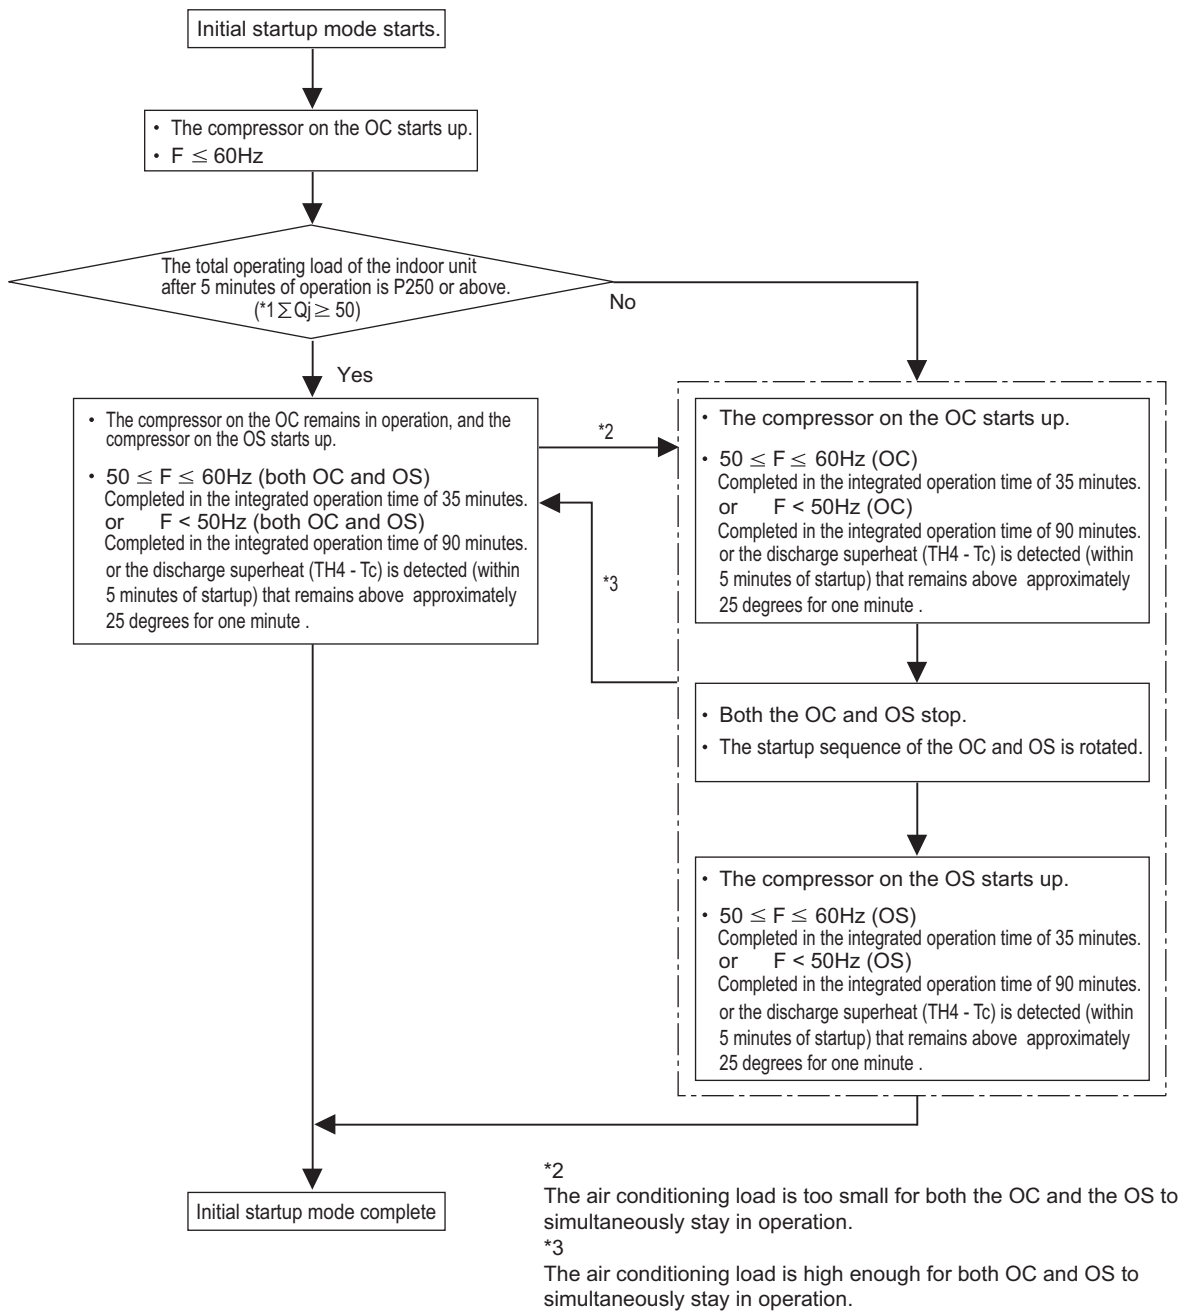 Initial startup mode starts.
• The compressor on the OC starts up.
• F ≤ 60Hz
The total operating load of the indoor unit
after 5 minutes of operation is P250 or above.
(*1∑Qj ≥ 50)
No
Yes
• The compressor on the OC remains in operation, and the
compressor on the OS starts up.
• 50 ≤ F ≤ 60Hz (both OC and OS)
Completed in the integrated operation time of 35 minutes.
or F < 50Hz (both OC and OS)
Completed in the integrated operation time of 90 minutes.
or the discharge superheat (TH4 - Tc) is detected (within
5 minutes of startup) that remains above approximately
25 degrees for one minute .
*2
*3
• The compressor on the OC starts up.
• 50 ≤ F ≤ 60Hz (OC)
Completed in the integrated operation time of 35 minutes.
or F < 50Hz (OC)
Completed in the integrated operation time of 90 minutes.
or the discharge superheat (TH4 - Tc) is detected (within
5 minutes of startup) that remains above approximately
25 degrees for one minute .
• Both the OC and OS stop.
• The startup sequence of the OC and OS is rotated.
• The compressor on the OS starts up.
• 50 ≤ F ≤ 60Hz (OS)
Completed in the integrated operation time of 35 minutes.
or F < 50Hz (OS)
Completed in the integrated operation time of 90 minutes.
or the discharge superheat (TH4 - Tc) is detected (within
5 minutes of startup) that remains above approximately
25 degrees for one minute .
Initial startup mode complete
*2
The air conditioning load is too small for both the OC and the OS to
simultaneously stay in operation.
*3
The air conditioning load is high enough for both OC and OS to
simultaneously stay in operation.